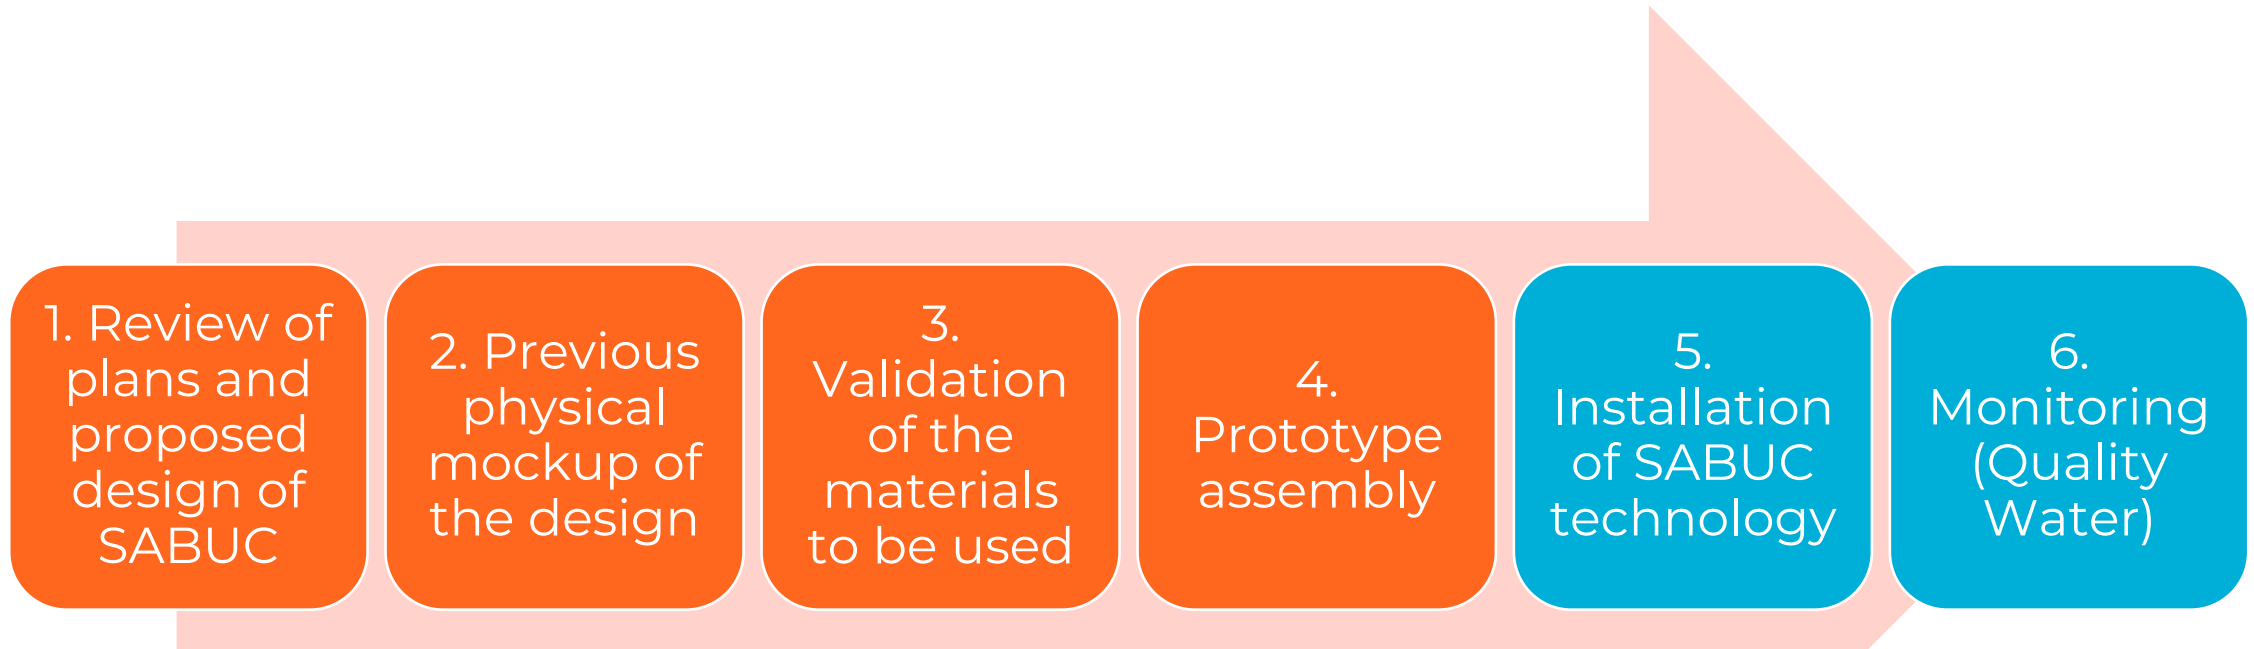 1. Review of
plans and
proposed
design of
SABUC
2. Previous
physical
mockup of
the design
3.
Validation
of the
materials
to be used
4.
Prototype
assembly
5.
Installation
of SABUC
technology
6.
Monitoring
(Quality
Water)